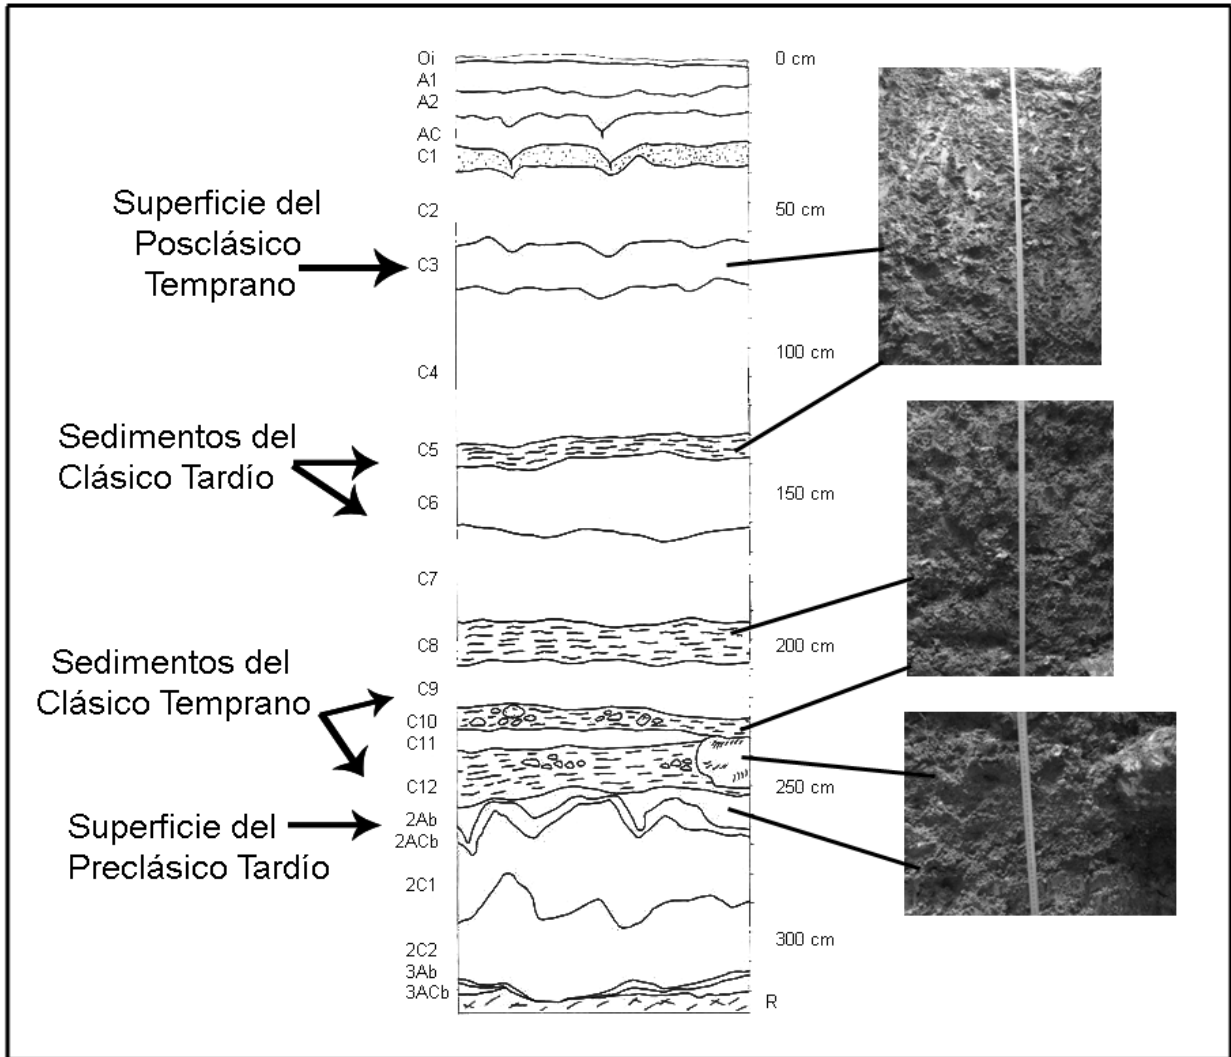 Oi
A1
A2
AC
C1
C2
C3
C4
C5
C6
C7
C8
C9
C10
C11
C12
2Ab
2ACb
2C1
2C2
3Ab
3ACb
0 cm
50 cm
100 cm
150 cm
200 cm
250 cm
300 cm
R
Superficie del
Posclásico
Temprano
Sedimentos del
Clásico Tardío
Sedimentos del
Clásico Temprano
Superficie del
Preclásico Tardío